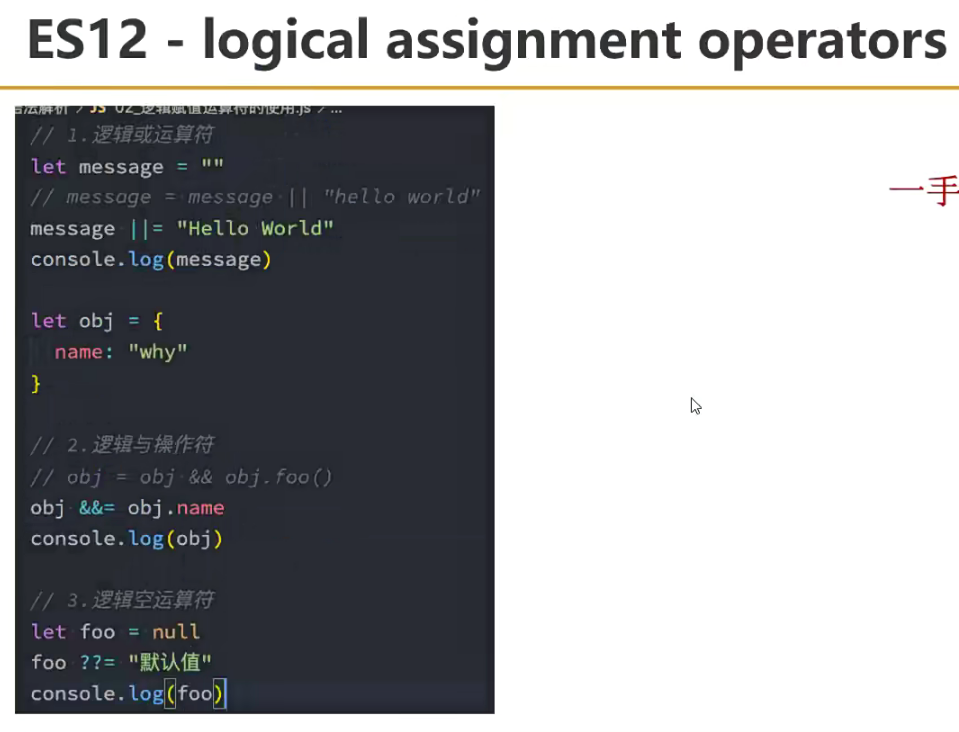 ES12 - logical assignment operators
语法解析 > JS 02_逻辑赋值运算符的使用.js > ...
// 1.逻辑或运算符
let message = ""
// message = message || "hello world"
message ||= "Hello World"
console.log(message)
let obj = {
name: "why"
}
// 2.逻辑与操作符
// obj = obj && obj.foo()
obj &&= obj.name
console.log(obj)
// 3.逻辑空运算符
let foo = null
foo ??= "默认值"
console.log(foo)
一手